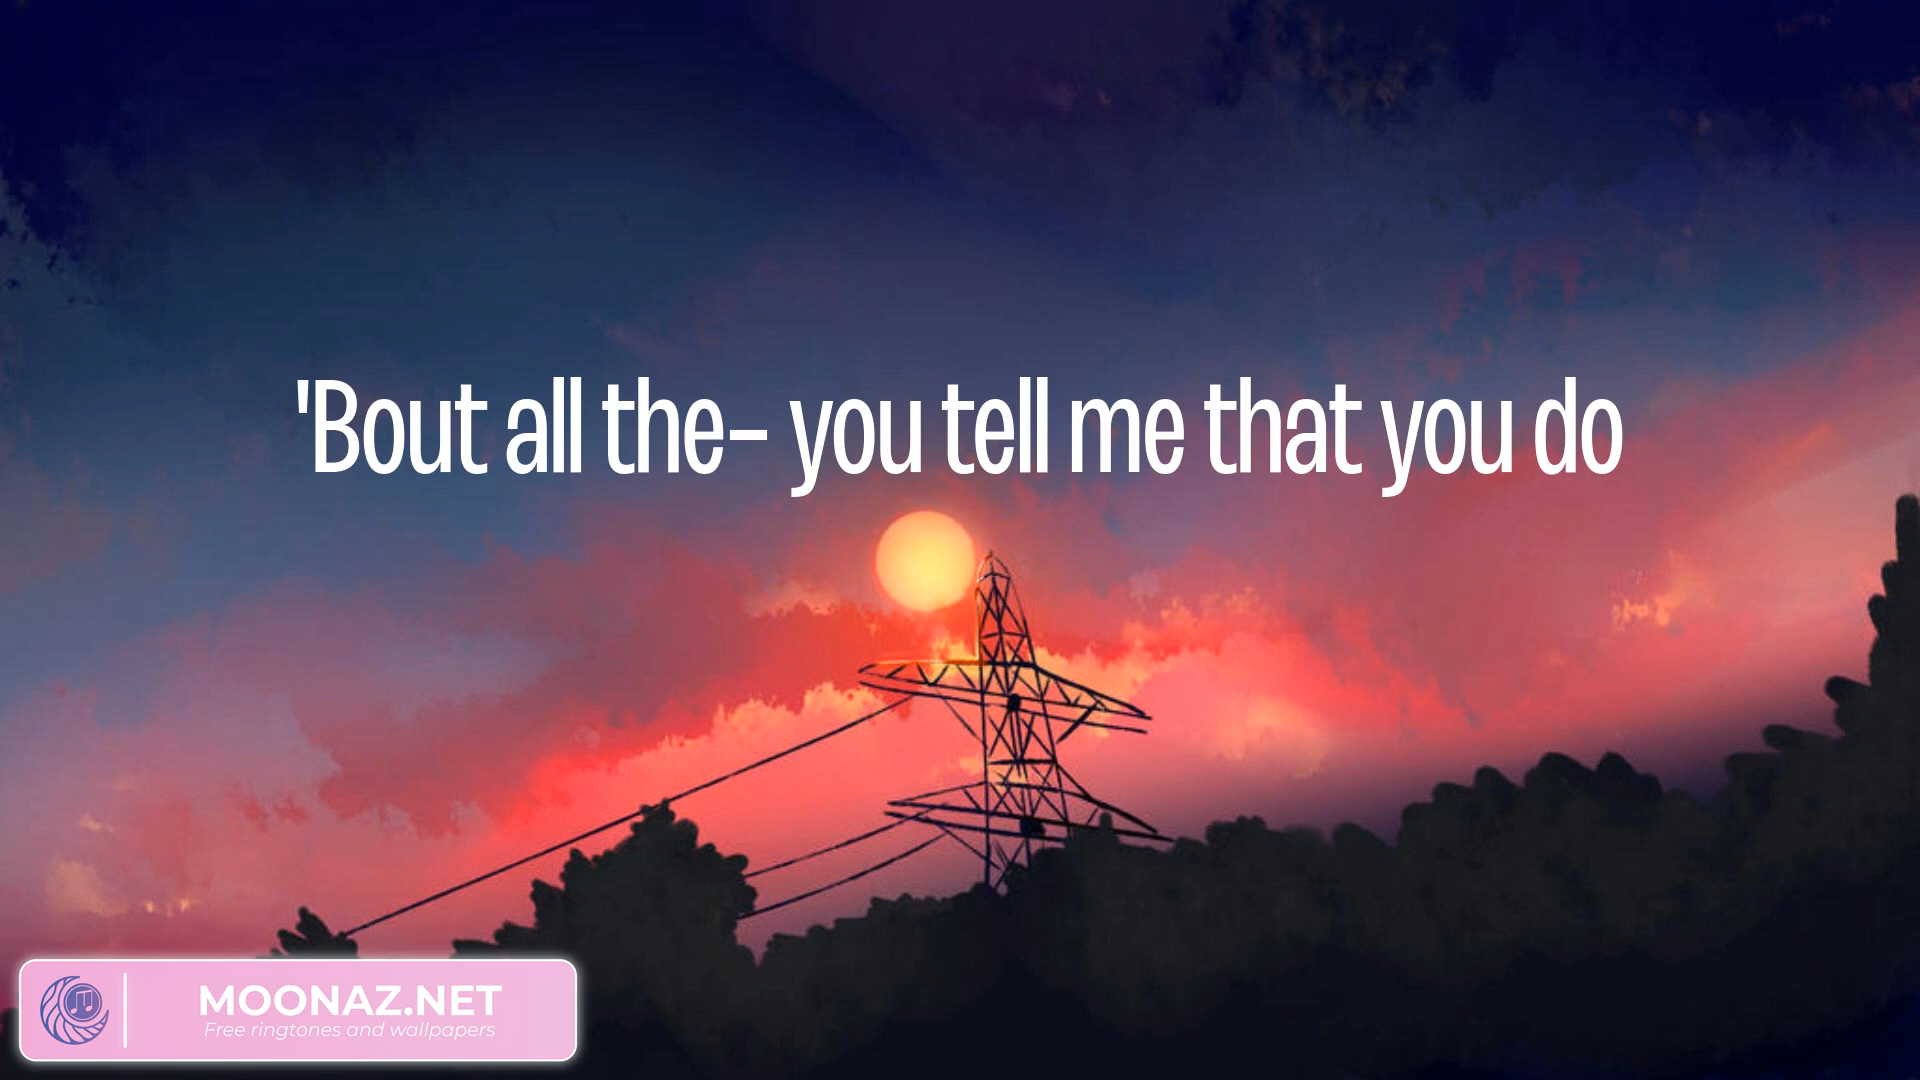 'Bout all the– you tell me that you do
MOONAZ.NET
Free ringtones and wallpapers